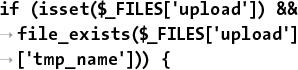 if (isset($_FILES['upload']) &&
→ file_exists($_FILES['upload']
→ ['tmp_name'])) {